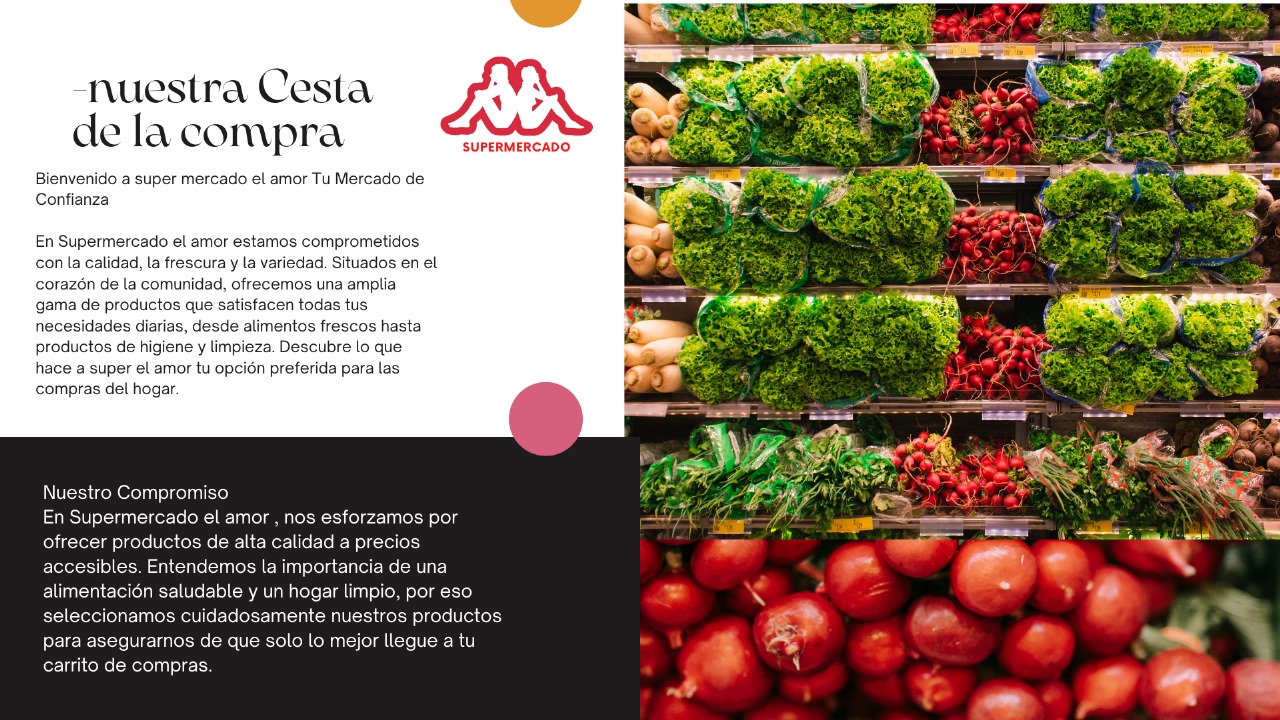 -nuestra Cesta
de la compra
SUPERMERCADO
Bienvenido a super mercado el amor Tu Mercado de
Confianza
En Supermercado el amor estamos comprometidos
con la calidad, la frescura y la variedad. Situados en el
corazón de la comunidad, ofrecemos una amplia
gama de productos que satisfacen todas tus
necesidades diarias, desde alimentos frescos hasta
productos de higiene y limpieza. Descubre lo que
hace a super el amor tu opción preferida para las
compras del hogar.
Nuestro Compromiso
En Supermercado el amor , nos esforzamos por
ofrecer productos de alta calidad a precios
accesibles. Entendemos la importancia de una
alimentación saludable y un hogar limpio, por eso
seleccionamos cuidadosamente nuestros productos
para asegurarnos de que solo lo mejor llegue a tu
carrito de compras.